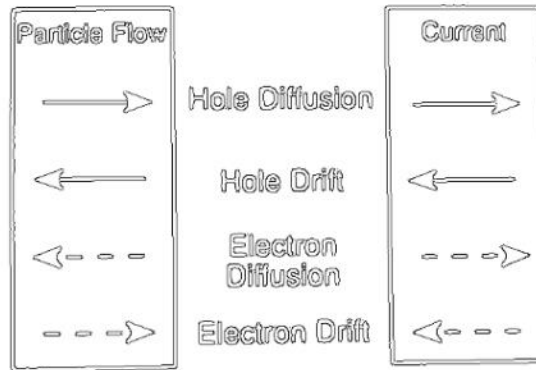 Particle Flow
Current
Hole Diffusion
Hole Drift
Electron
Diffusion
Electron Drift